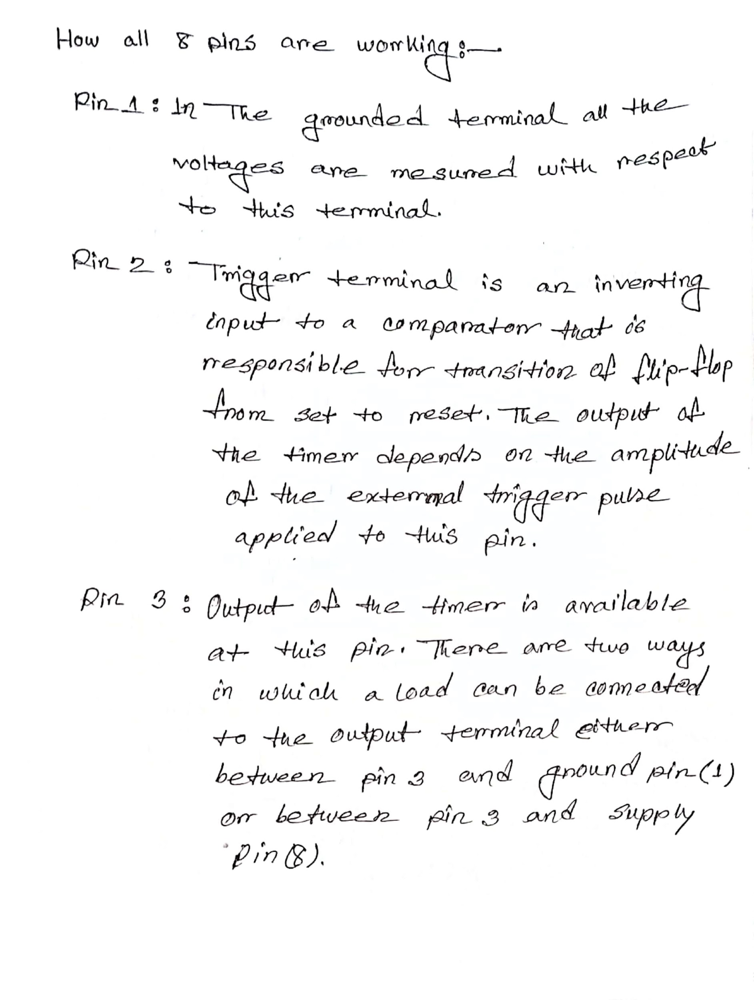 How all 8 pins are working:—
Pin 1: In The grounded terminal all the
voltages are mesured with respect
to this terminal.
Pin 2: Trigger terminal is an inverting
input to a comparator that is
responsible for transition of flip-flop
from set to reset. The output of
the timer depends on the amplitude
of the external trigger pulse
applied to this pin.
Pin 3: Output of the timer is available
at this pin. There are two ways
in which a load can be connected
to the output terminal either
between pin 3 and ground pin (1)
or between pin 3 and supply
Pin (8).